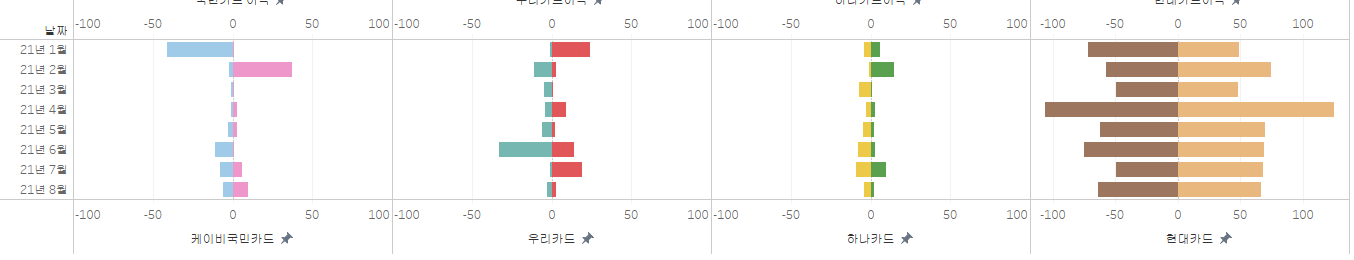 -100 -50 0 50 100 -100 -50 0 50 100 -100 -50 0 50 100 -100 -50 0 50 100
날짜
21년 1월
21년 2월
21년 3월
21년 4월
21년 5월
21년 6월
21년 7월
21년 8월
-100 -50 0 50 100 -100 -50 0 50 100 -100 -50 0 50 100 -100 -50 0 50 100
케이비국민카드 우리카드 하나카드 현대카드